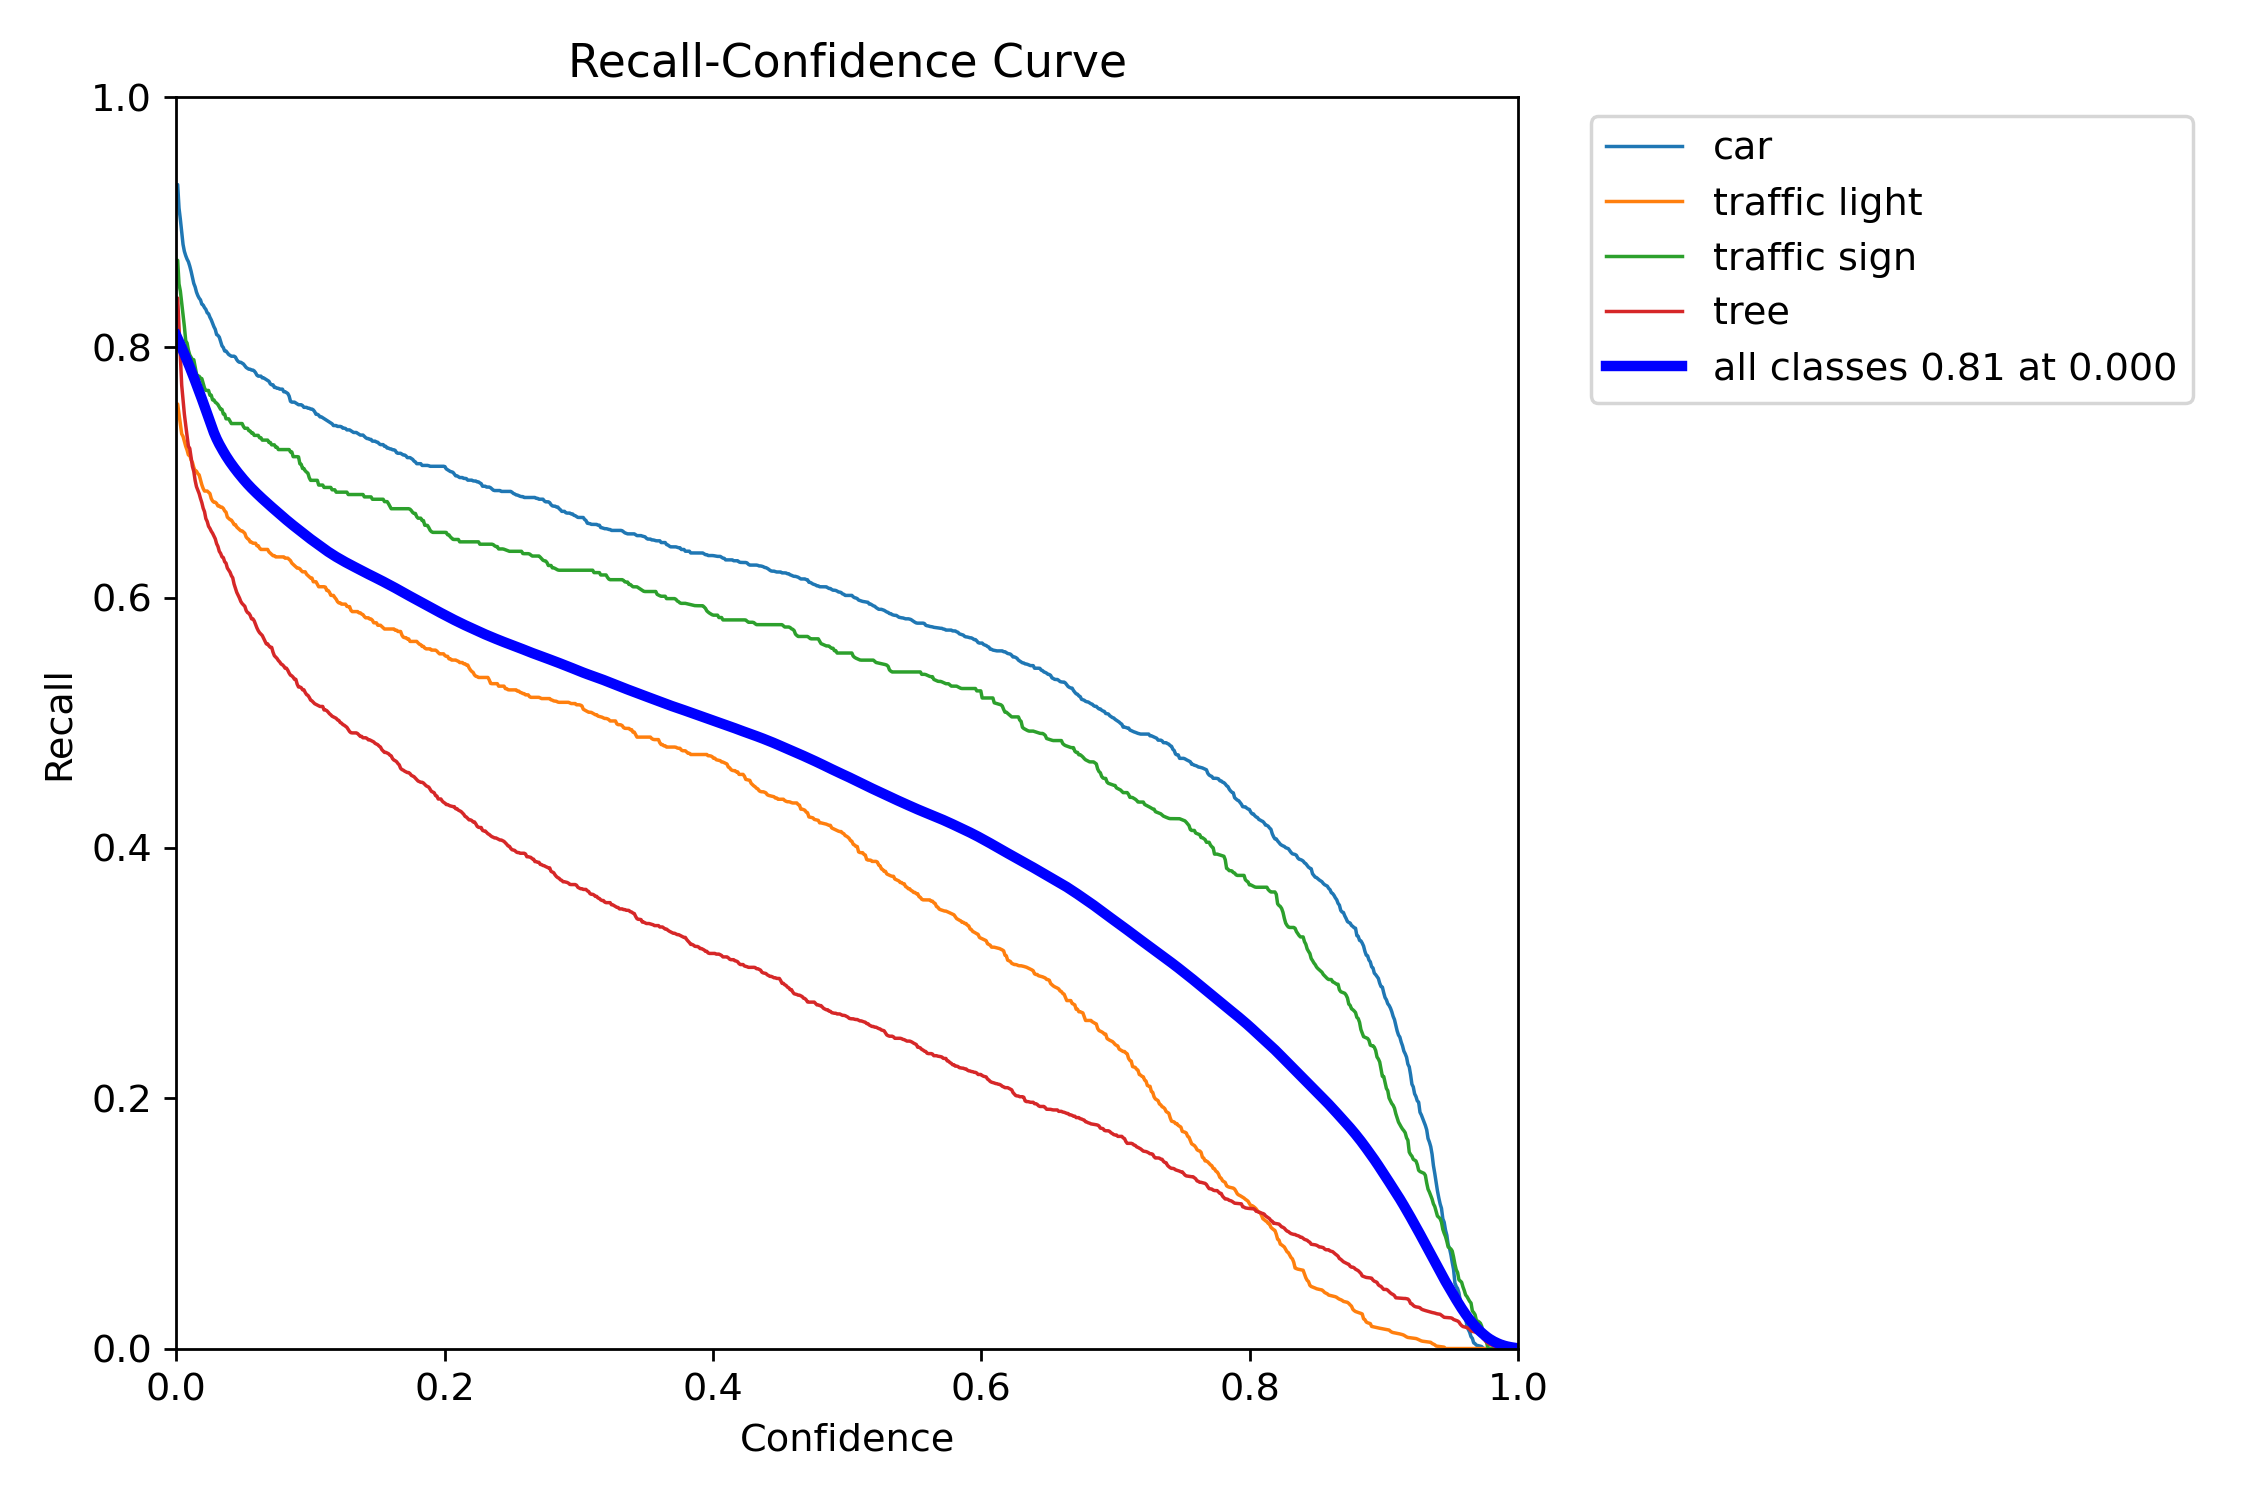 Recall-Confidence Curve
1.0
0.8
0.6
0.4
0.2
0.0
Recall
0.0 0.2 0.4 0.6 0.8 1.0
Confidence
car
traffic light
traffic sign
tree
all classes 0.81 at 0.000